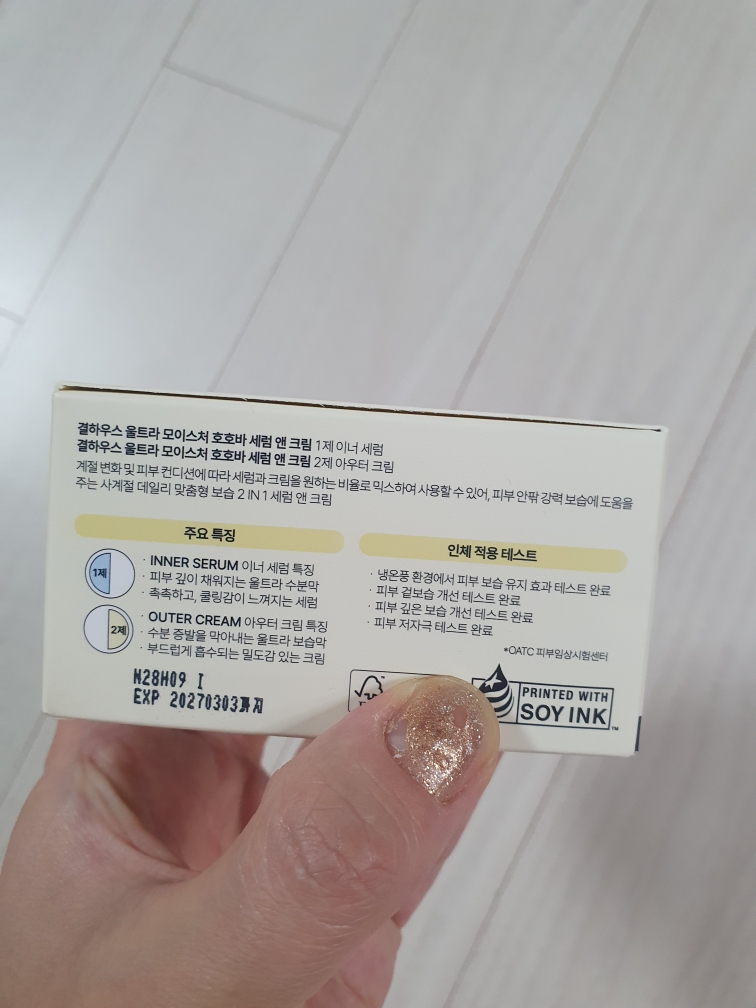 결하우스 울트라 모이스처 호호바 세럼 앤 크림 1제 이너 세럼
결하우스 울트라 모이스처 호호바 세럼 앤 크림 2제 아우터 크림
계절 변화 및 피부 컨디션에 따라 세럼과 크림을 원하는 비율로 믹스하여 사용할 수 있어, 피부 안팎 강력 보습에 도움을
주는 사계절 데일리 맞춤형 보습 2 IN 1 세럼 앤 크림
주요 특징
1제
· INNER SERUM 이너 세럼 특징
· 피부 깊이 채워지는 울트라 수분막
· 촉촉하고, 쿨링감이 느껴지는 세럼
2제
· OUTER CREAM 아우터 크림 특징
· 수분 증발을 막아내는 울트라 보습막
· 부드럽게 흡수되는 밀도감 있는 크림
인체 적용 테스트
· 냉온풍 환경에서 피부 보습 유지 효과 테스트 완료
· 피부 겉보습 개선 테스트 완료
· 피부 깊은 보습 개선 테스트 완료
· 피부 저자극 테스트 완료
*OATC 피부임상시험센터
N28H09 I
EXP 20270303까지
PRINTED WITH
SOY INK™